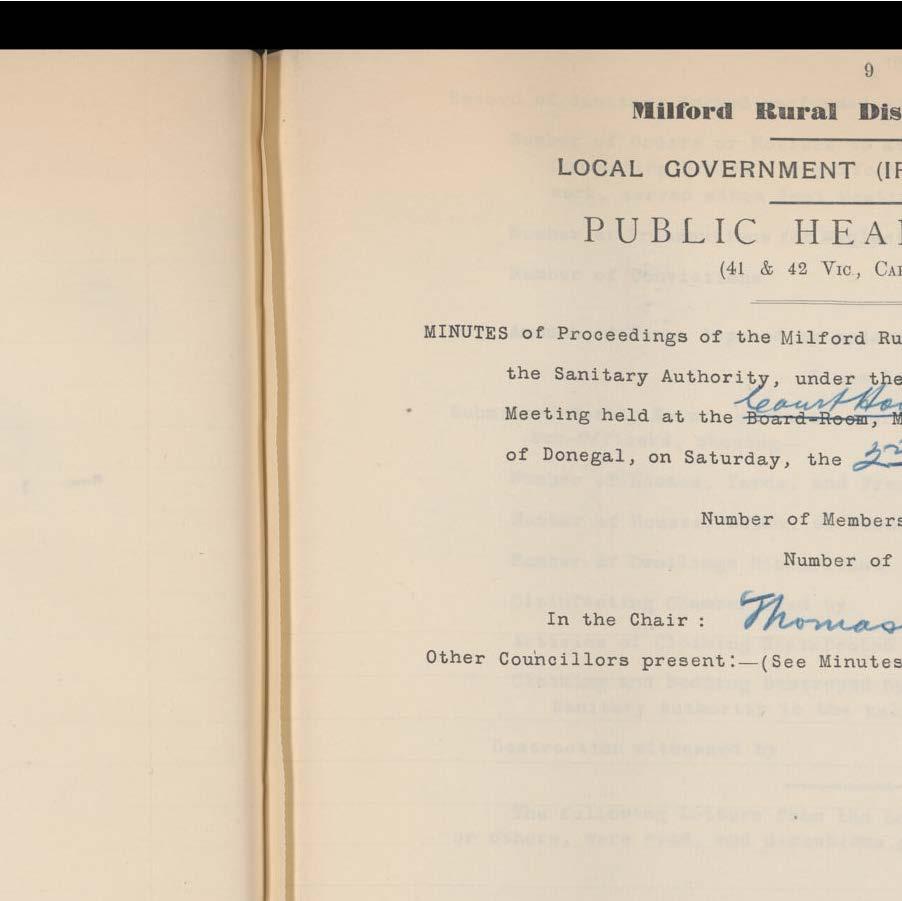 9
Milford Rural Dis
LOCAL GOVERNMENT (IR
PUBLIC HEA
(41 & 42 Vic., Ca
MINUTES of Proceedings of the Milford Ru
the Sanitary Authority, under the
Court Hou
Meeting held at the Board-Room, M
of Donegal, on Saturday, the
Number of Members
Number of
In the Chair: Thomas
Other Councillors present:—(See Minutes